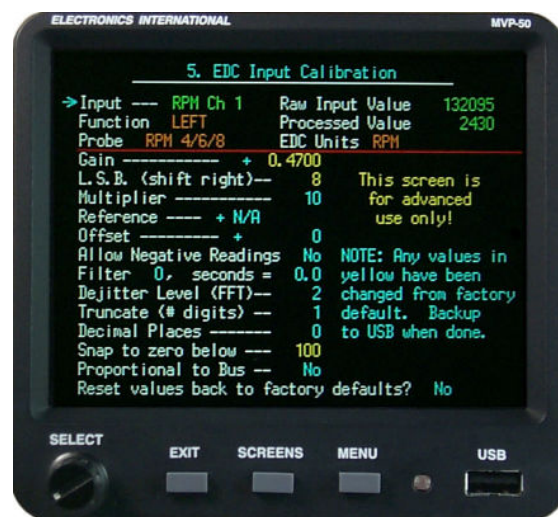 ELECTRONICS INTERNATIONAL MVP-50
5. EDC Input Calibration
->Input --- RPM Ch 1 Raw Input Value 132095
Function LEFT Processed Value 2430
Probe RPM 4/6/8 EDC Units RPM
Gain ----------- + 0.4700
L.S.B. (shift right)-- 8 This screen is
Multiplier ------------ 10 for advanced
Reference ---- + N/A use only!
Offset -------- + 0
Allow Negative Readings No NOTE: Any values in
Filter 0, seconds = 0.0 yellow have been
Dejitter Level (FFT)-- 2 changed from factory
Truncate (# digits) -- 1 default. Backup
Decimal Places ------- 0 to USB when done.
Snap to zero below --- 100
Proportional to Bus -- No
Reset values back to factory defaults? No
SELECT EXIT SCREENS MENU USB